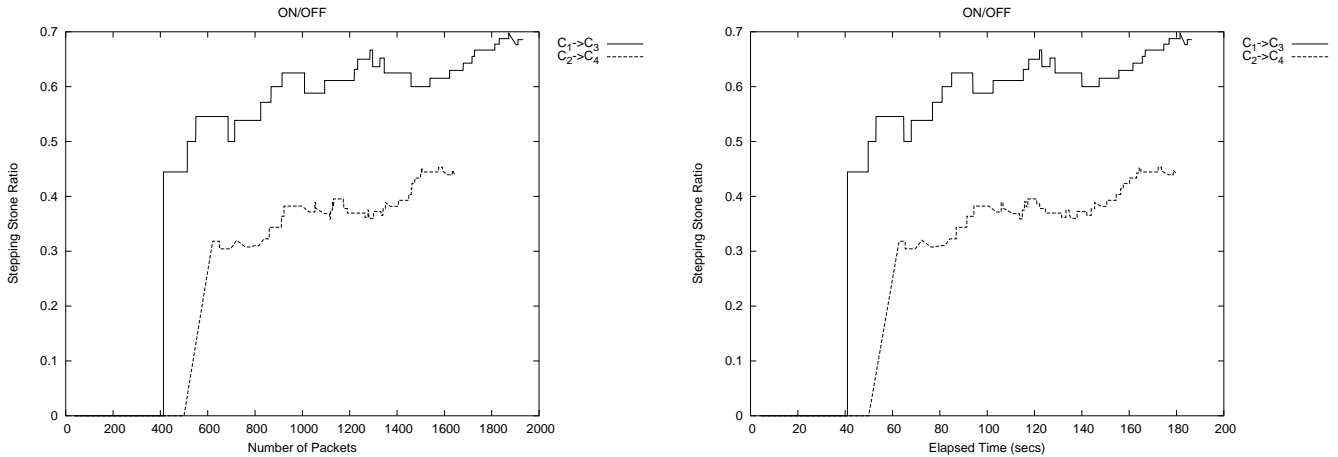 ON/OFF
0.7
0.6
0.5
0.4
0.3
0.2
0.1
0
Stepping Stone Ratio
0 200 400 600 800 1000 1200 1400 1600 1800 2000
Number of Packets
C₁->C₃
C₂->C₄
ON/OFF
0.7
0.6
0.5
0.4
0.3
0.2
0.1
0
Stepping Stone Ratio
0 20 40 60 80 100 120 140 160 180 200
Elapsed Time (secs)
C₁->C₃
C₂->C₄